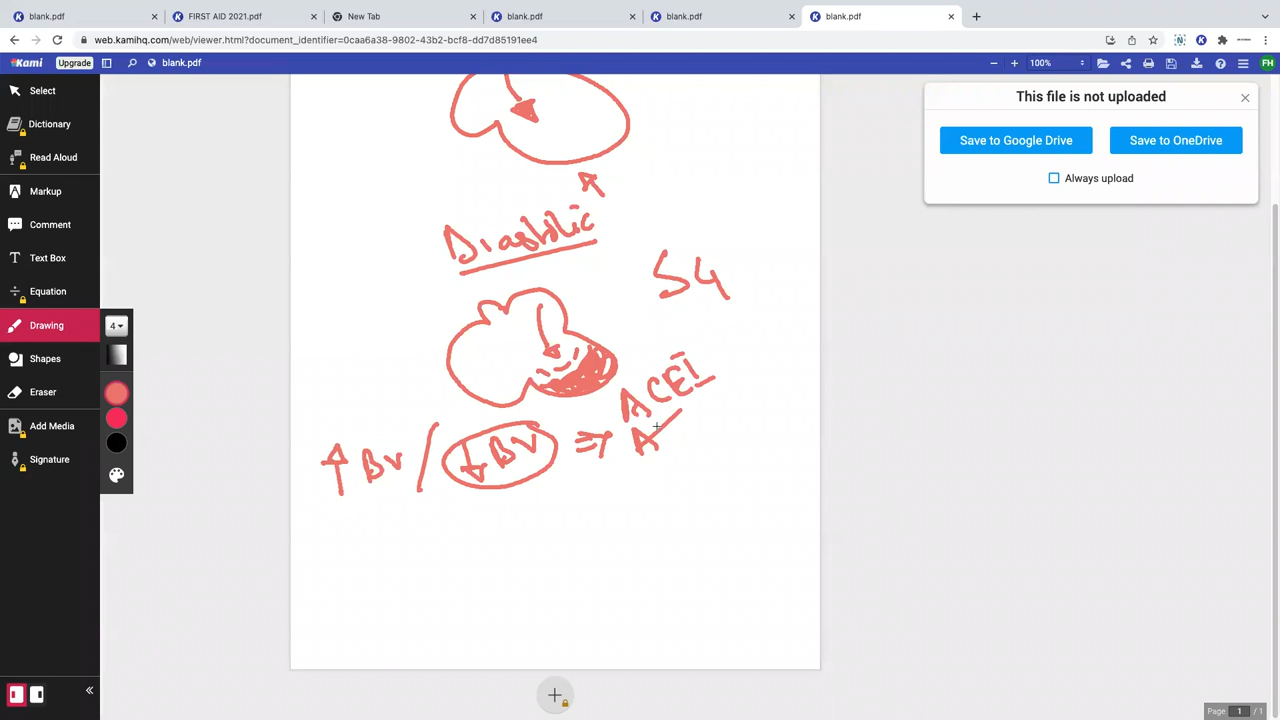 blank.pdf
FIRST AID 2021.pdf
New Tab
blank.pdf
blank.pdf
blank.pdf
web.kamihq.com/web/viewer.html?document_identifier=0caa6a38-9802-43b2-bcf8-dd7d85191ee4
Kami
Upgrade
blank.pdf
100%
FH
Select
Dictionary
Read Aloud
Markup
Comment
Text Box
Equation
Drawing
Shapes
Eraser
Add Media
Signature
4
This file is not uploaded
Save to Google Drive
Save to OneDrive
Always upload
Diastolic
S4
ACEI
↑ BV / ↓ BV ⇒ A
Page: 1 / 1